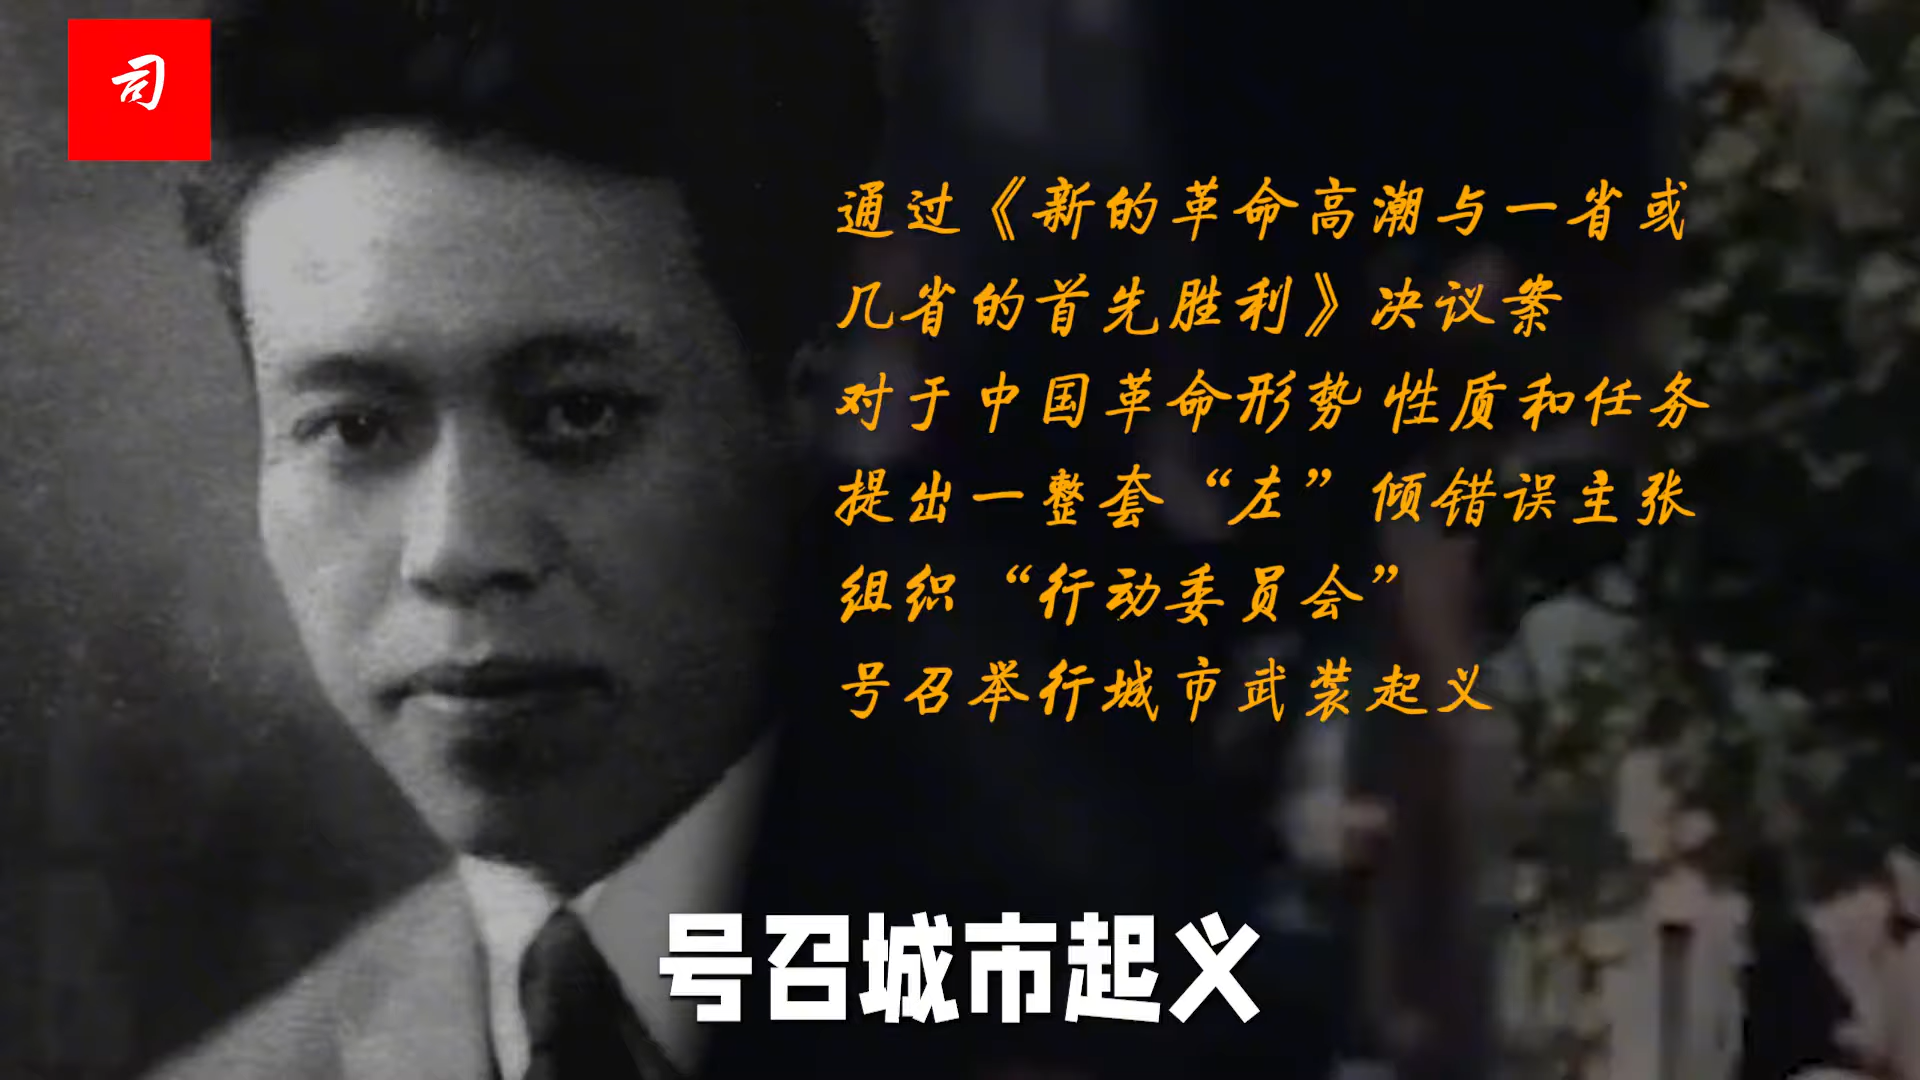 司
通过《新的革命高潮与一省或
几省的首先胜利》决议案
对于中国革命形势 性质和任务
提出一整套“左”倾错误主张
组织“行动委员会”
号召举行城市武装起义
号召城市起义